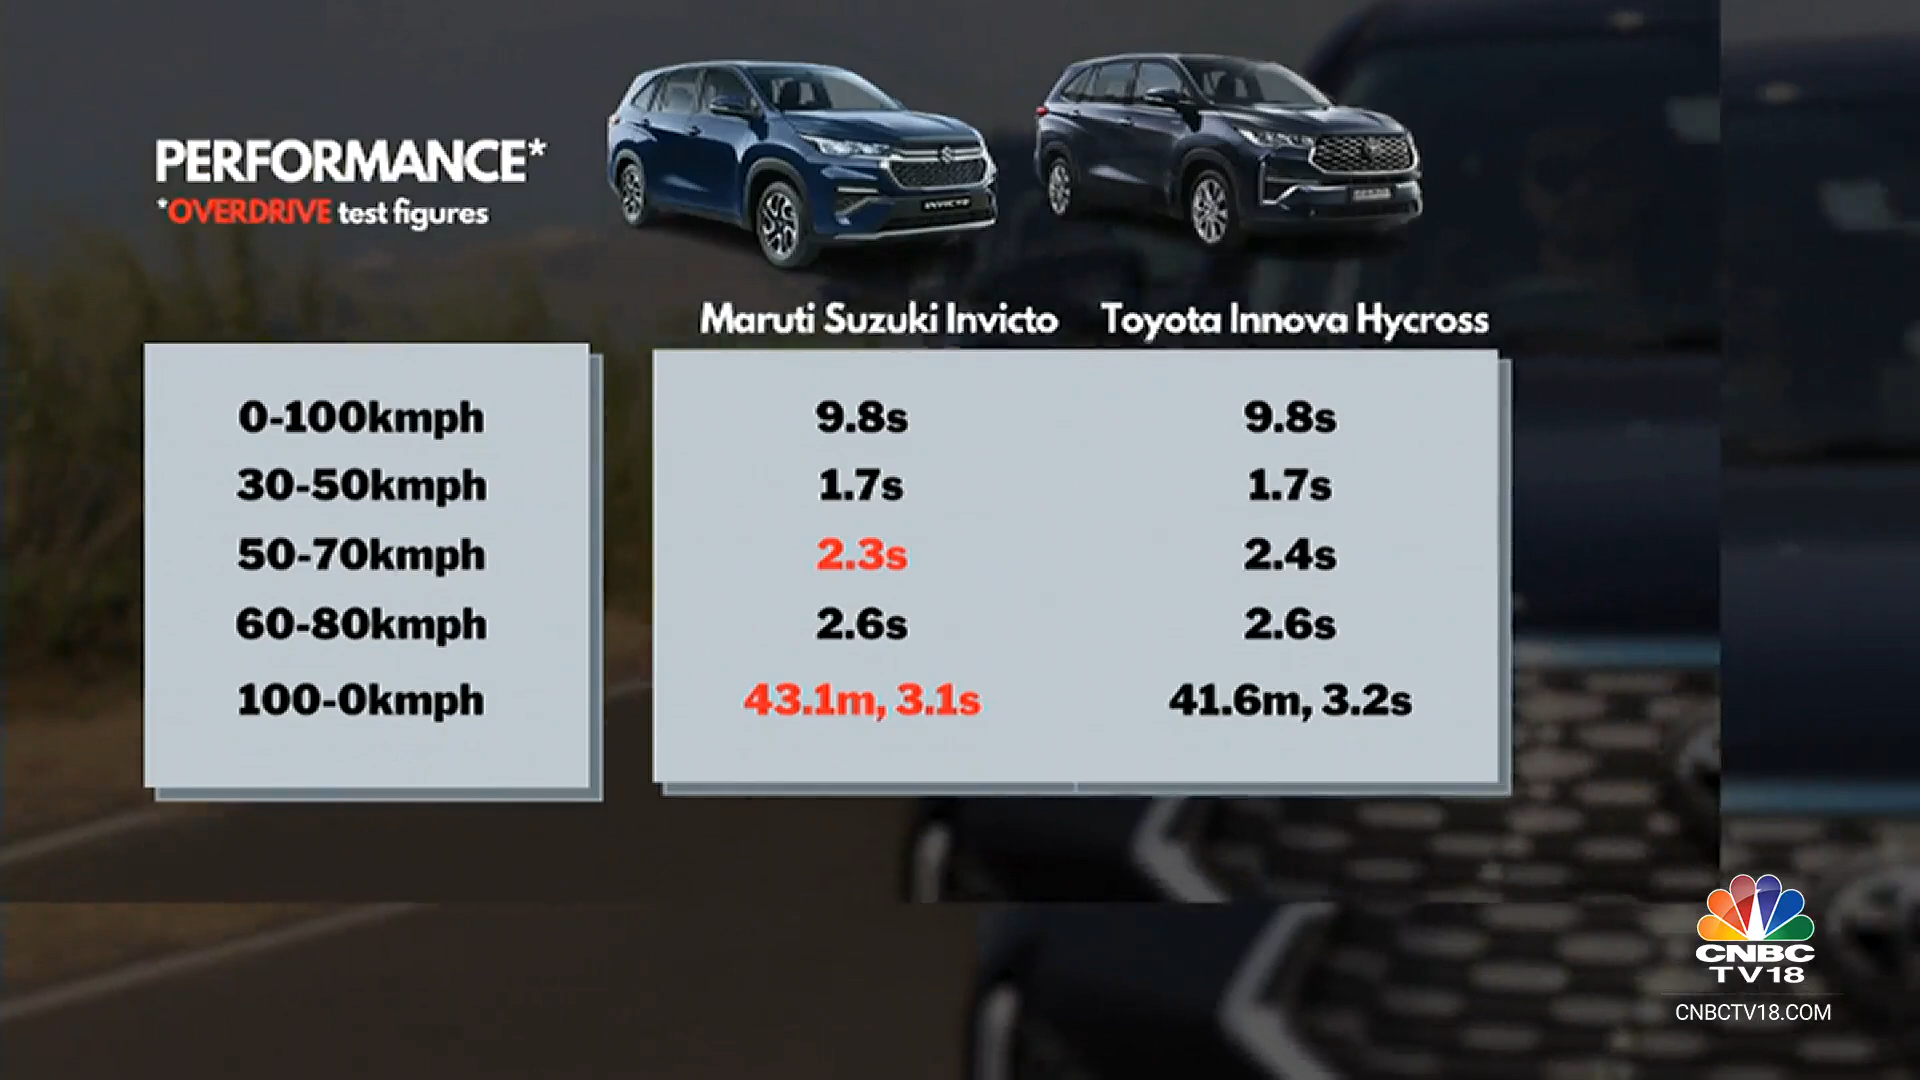 PERFORMANCE*
*OVERDRIVE test figures
INVICTO
Maruti Suzuki Invicto Toyota Innova Hycross
0-100kmph 9.8s 9.8s
30-50kmph 1.7s 1.7s
50-70kmph 2.3s 2.4s
60-80kmph 2.6s 2.6s
100-0kmph 43.1m, 3.1s 41.6m, 3.2s
CNBC
TV18
CNBCTV18.COM